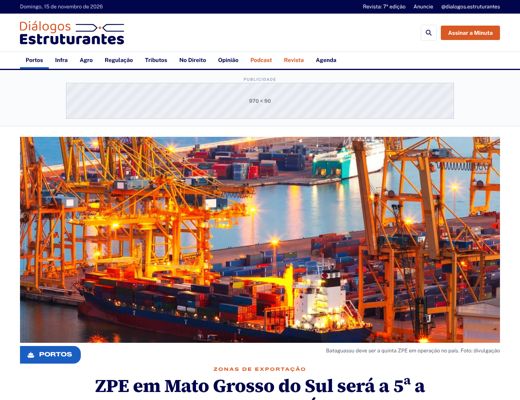 Domingo, 15 de novembro de 2026
Revista: 7ª edição Anuncie @dialogos.estruturantes
Diálogos
Estruturantes
Assinar a Minuta
Portos Infra Agro Regulação Tributos No Direito Opinião Podcast Revista Agenda
PUBLICIDADE
970 × 90
PORTOS
Bataguassu deve ser a quinta ZPE em operação no país. Foto: divulgação
ZONAS DE EXPORTAÇÃO
ZPE em Mato Grosso do Sul será a 5ª a